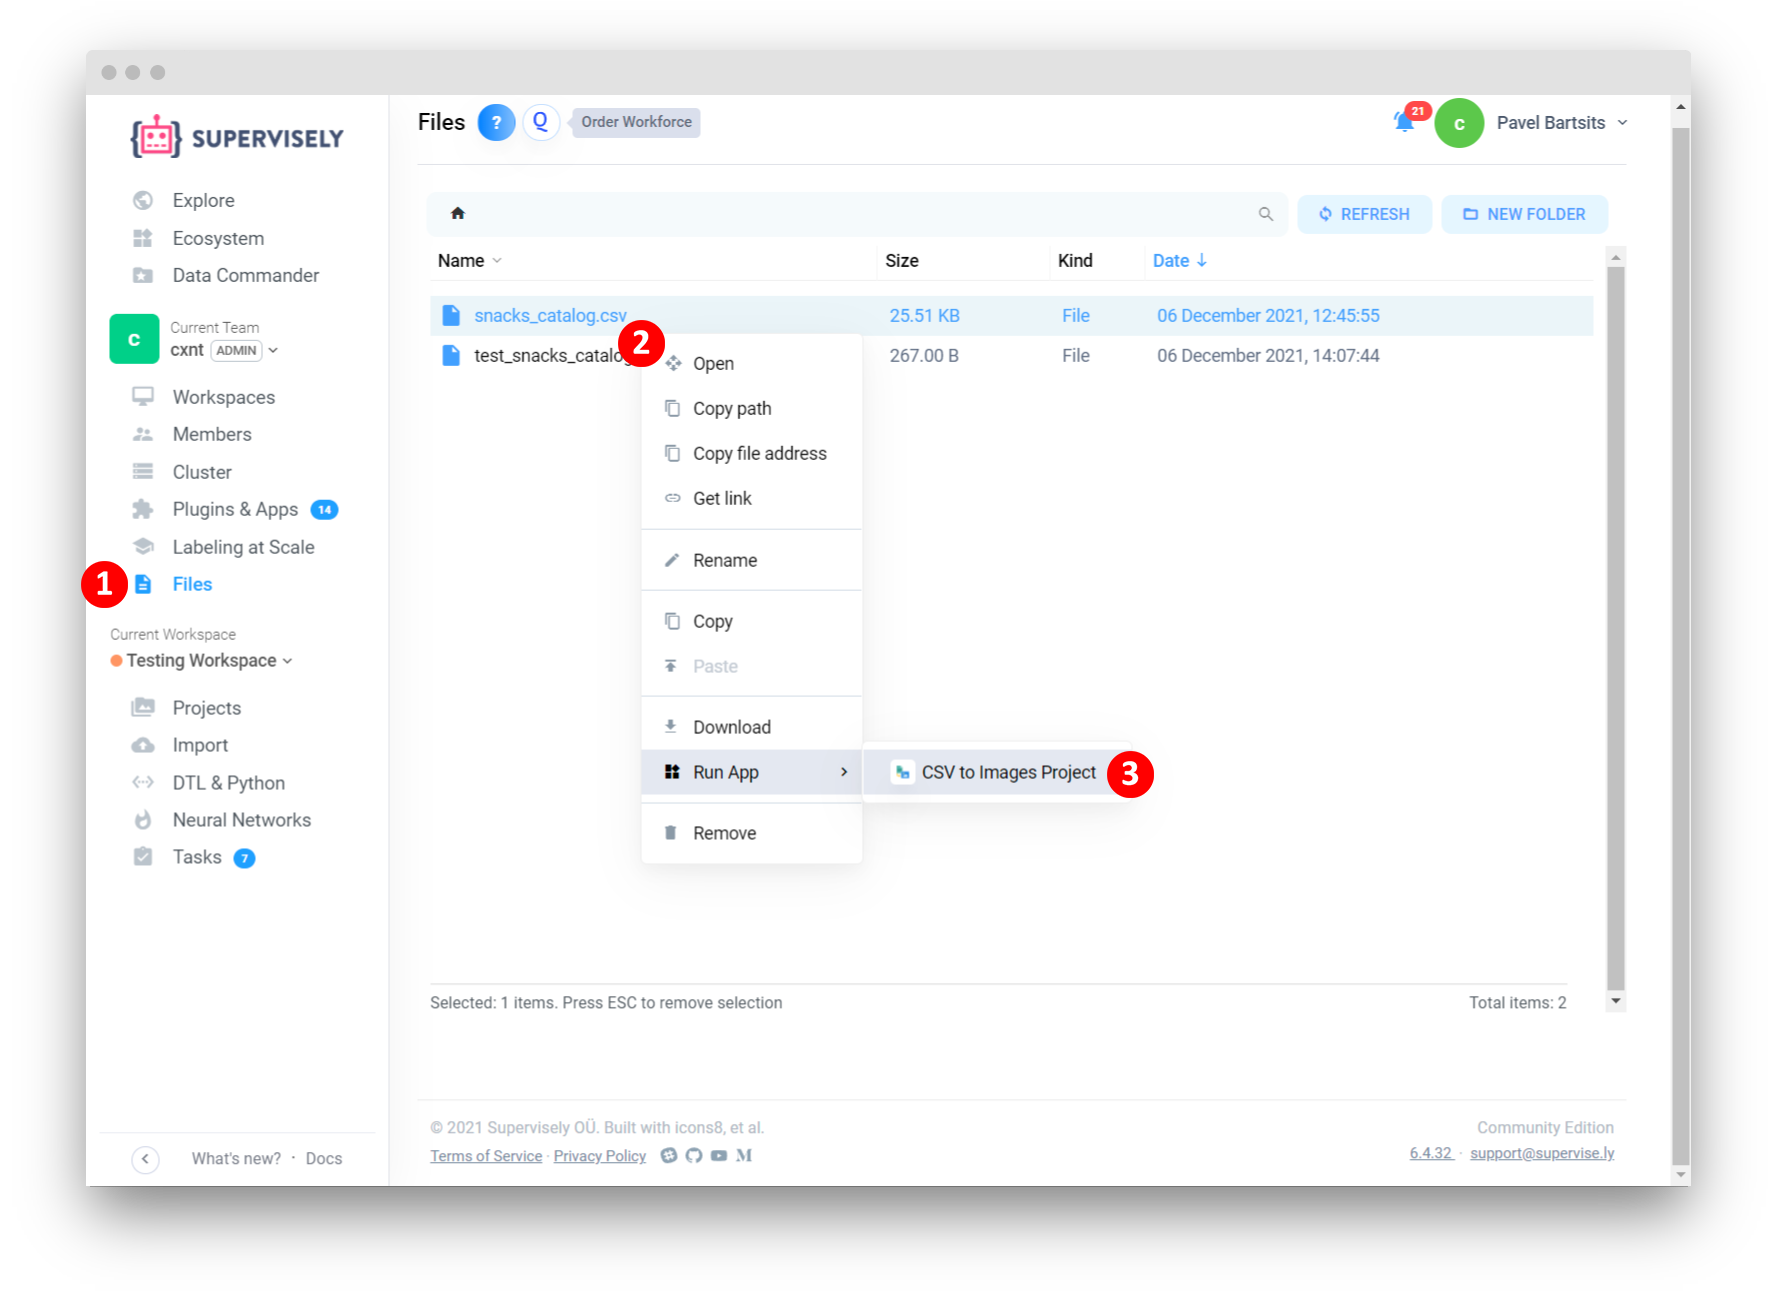 SUPERVISELY
Explore
Ecosystem
Data Commander
c
Current Team
cxnt ADMIN
Workspaces
Members
Cluster
Plugins & Apps 14
Labeling at Scale
1 Files
Current Workspace
Testing Workspace
Projects
Import
DTL & Python
Neural Networks
Tasks 7
What's new? · Docs
Files ? Q Order Workforce
21 c Pavel Bartsits
REFRESH NEW FOLDER
Name Size Kind Date
snacks_catalog.csv 25.51 KB File 06 December 2021, 12:45:55
test_snacks_catalog 267.00 B File 06 December 2021, 14:07:44
2
Open
Copy path
Copy file address
Get link
Rename
Copy
Paste
Download
Run App
CSV to Images Project 3
Remove
Selected: 1 items. Press ESC to remove selection Total items: 2
© 2021 Supervisely OÜ. Built with icons8, et al.
Terms of Service · Privacy Policy
Community Edition
6.4.32 · support@supervise.ly